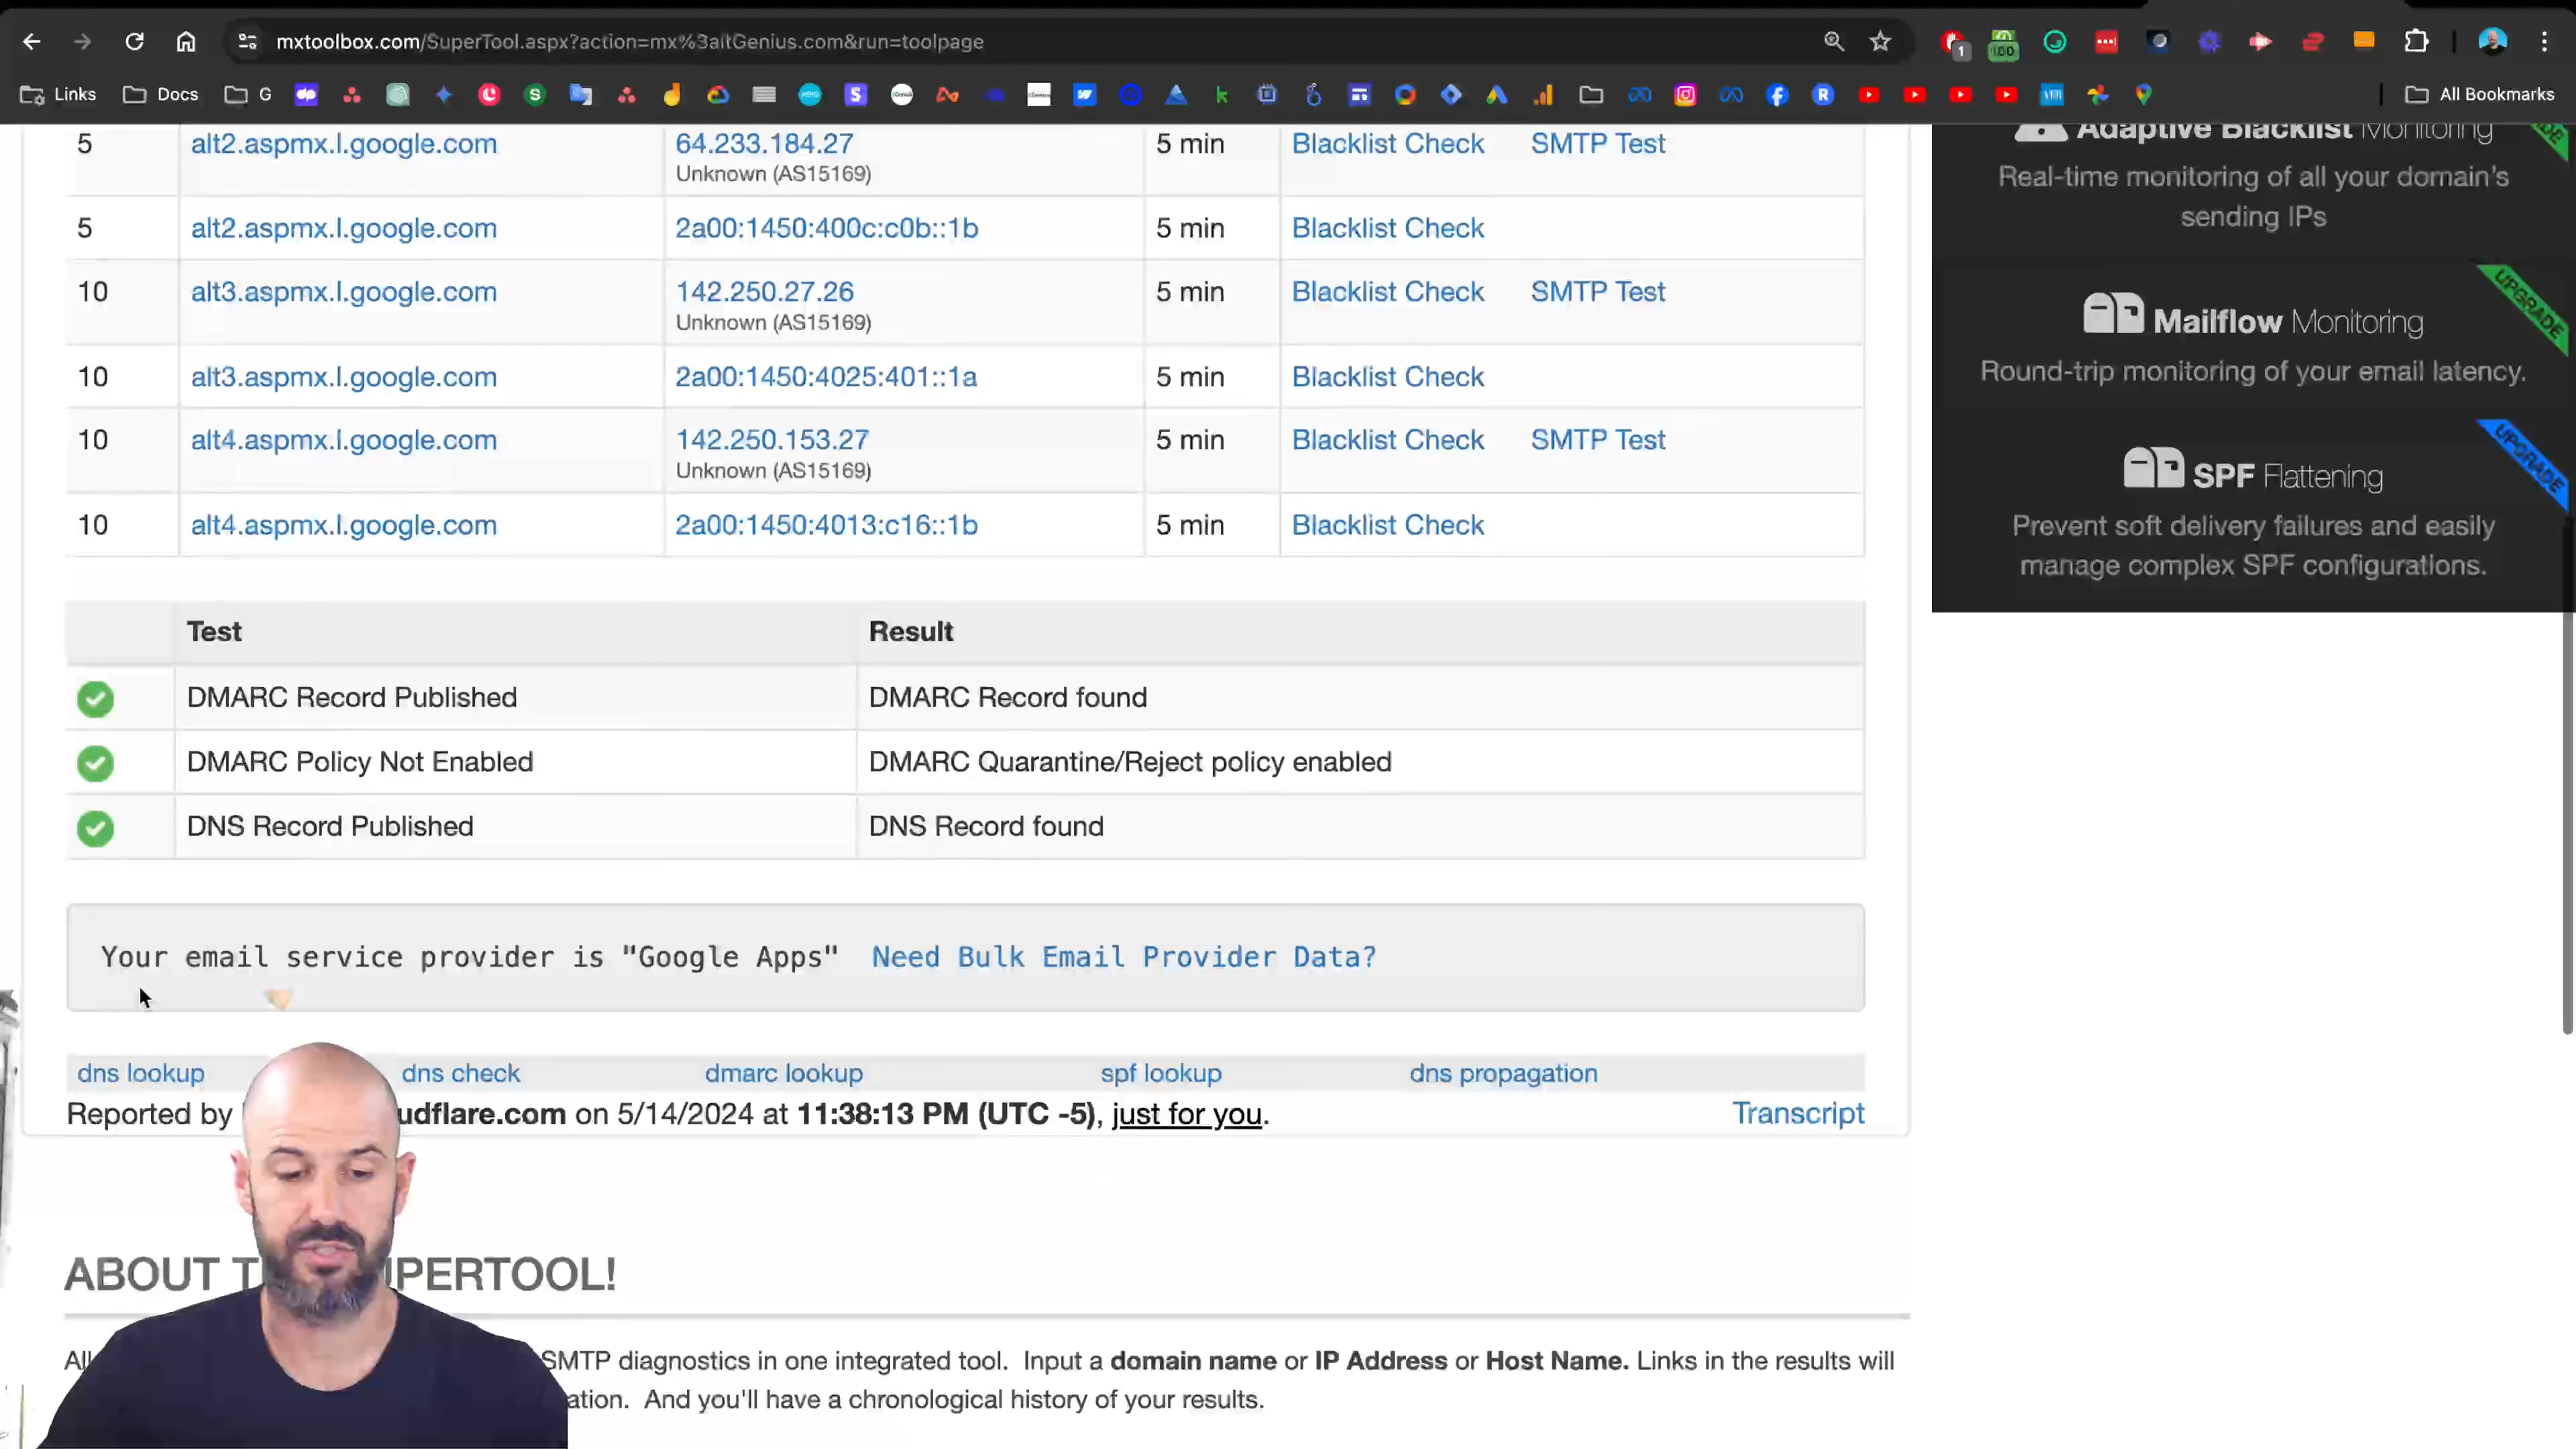 mxtoolbox.com/SuperTool.aspx?action=mx%3aitGenius.com&run=toolpage
1
100
Links Docs G All Bookmarks
5 alt2.aspmx.l.google.com 64.233.184.27 5 min Blacklist Check SMTP Test
Unknown (AS15169)
5 alt2.aspmx.l.google.com 2a00:1450:400c:c0b::1b 5 min Blacklist Check
10 alt3.aspmx.l.google.com 142.250.27.26 5 min Blacklist Check SMTP Test
Unknown (AS15169)
10 alt3.aspmx.l.google.com 2a00:1450:4025:401::1a 5 min Blacklist Check
10 alt4.aspmx.l.google.com 142.250.153.27 5 min Blacklist Check SMTP Test
Unknown (AS15169)
10 alt4.aspmx.l.google.com 2a00:1450:4013:c16::1b 5 min Blacklist Check
Adaptive Blacklist Monitoring
Real-time monitoring of all your domain's
sending IPs
UPGRADE
Mailflow Monitoring
Round-trip monitoring of your email latency.
UPGRADE
SPF Flattening
Prevent soft delivery failures and easily
manage complex SPF configurations.
Test Result
DMARC Record Published DMARC Record found
DMARC Policy Not Enabled DMARC Quarantine/Reject policy enabled
DNS Record Published DNS Record found
Your email service provider is "Google Apps" Need Bulk Email Provider Data?
dns lookup dns check dmarc lookup spf lookup dns propagation
Reported by udflare.com on 5/14/2024 at 11:38:13 PM (UTC -5), just for you. Transcript
ABOUT T UPERTOOL!
All SMTP diagnostics in one integrated tool. Input a domain name or IP Address or Host Name. Links in the results will
ation. And you'll have a chronological history of your results.